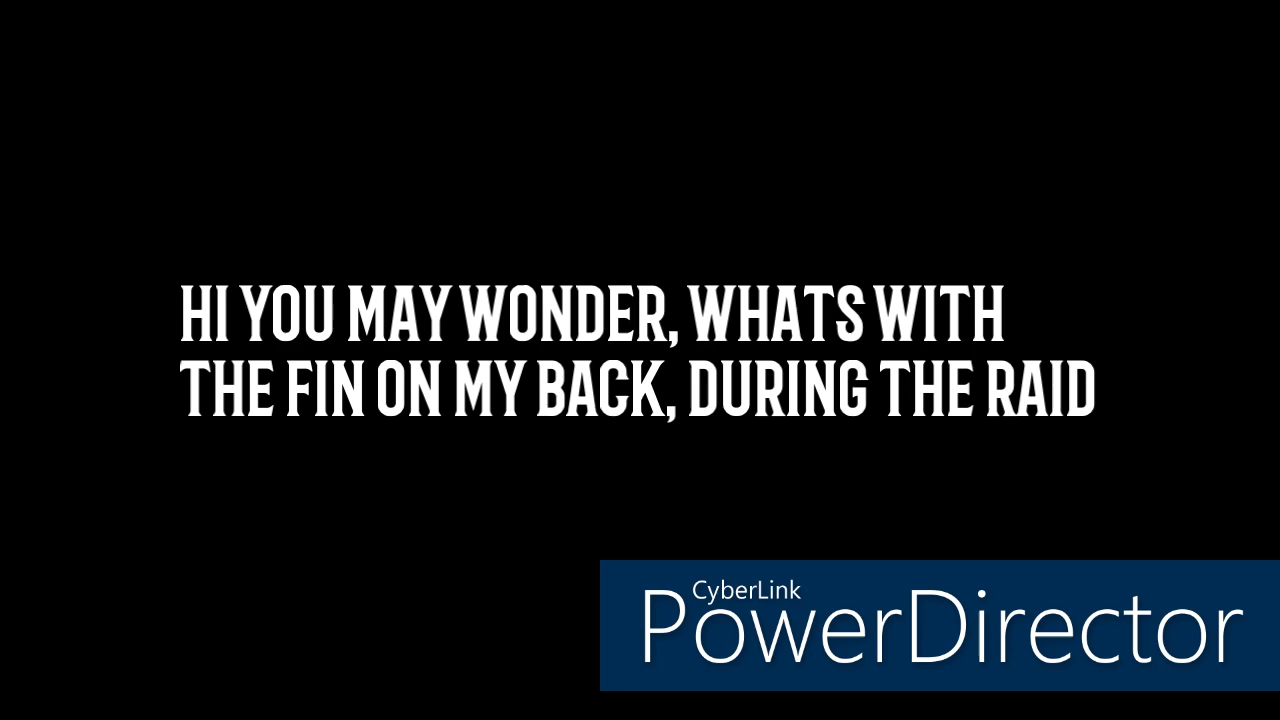 HI YOU MAY WONDER, WHATS WITH
THE FIN ON MY BACK, DURING THE RAID
CyberLink
PowerDirector